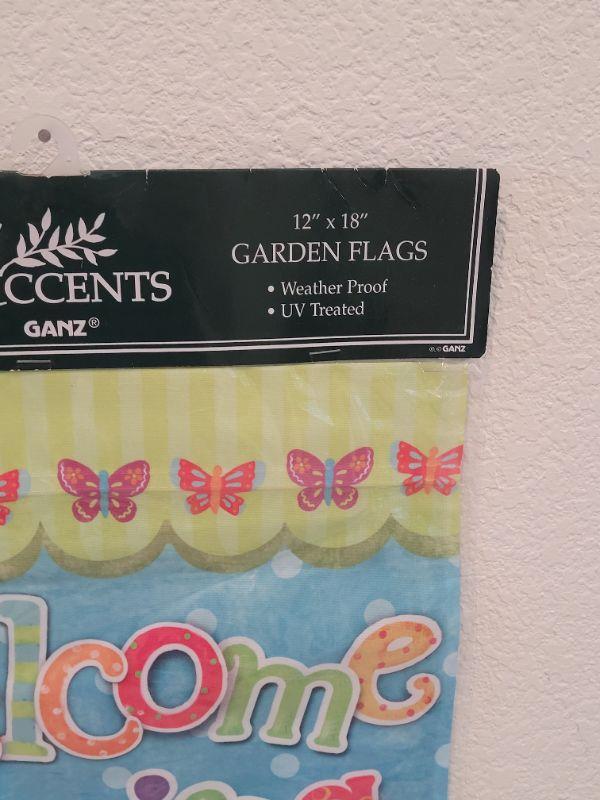 12" x 18"
GARDEN FLAGS
• Weather Proof
• UV Treated
CCENTS
GANZ®
® © GANZ
lcome